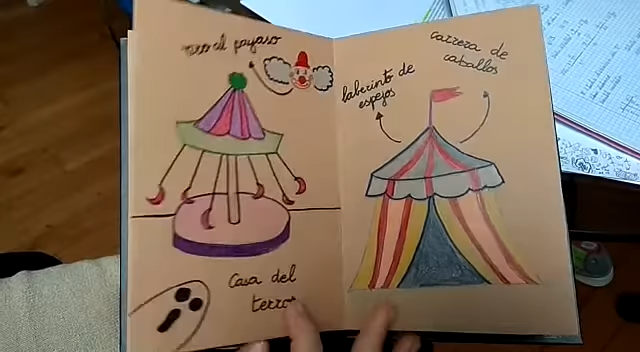 tiro al payaso
Casa del
terror
laberinto de
espejos
carrera de
caballos